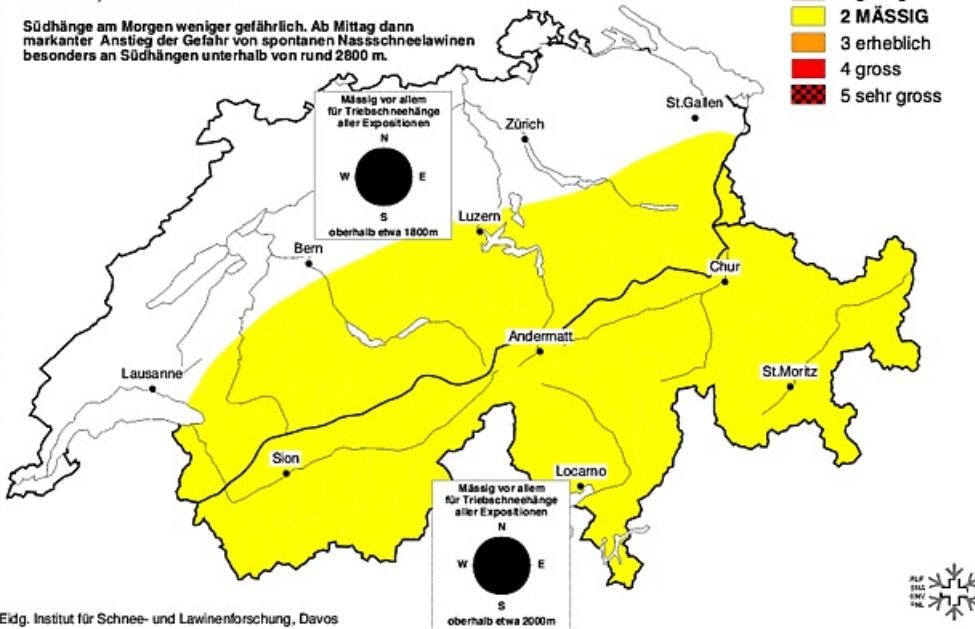 Südhänge am Morgen weniger gefährlich. Ab Mittag dann
markanter Anstieg der Gefahr von spontanen Nassschneelawinen
besonders an Südhängen unterhalb von rund 2800 m.
2 MÄSSIG
3 erheblich
4 gross
5 sehr gross
Mässig vor allem
für Triebschneehänge
aller Expositionen
N
W E
S
oberhalb etwa 1800m
St.Gallen
Zürich
Luzern
Bern
Chur
Andermatt
Lausanne
St.Moritz
Sion
Locarno
Mässig vor allem
für Triebschneehänge
aller Expositionen
N
W E
S
oberhalb etwa 2000m
Eidg. Institut für Schnee- und Lawinenforschung, Davos